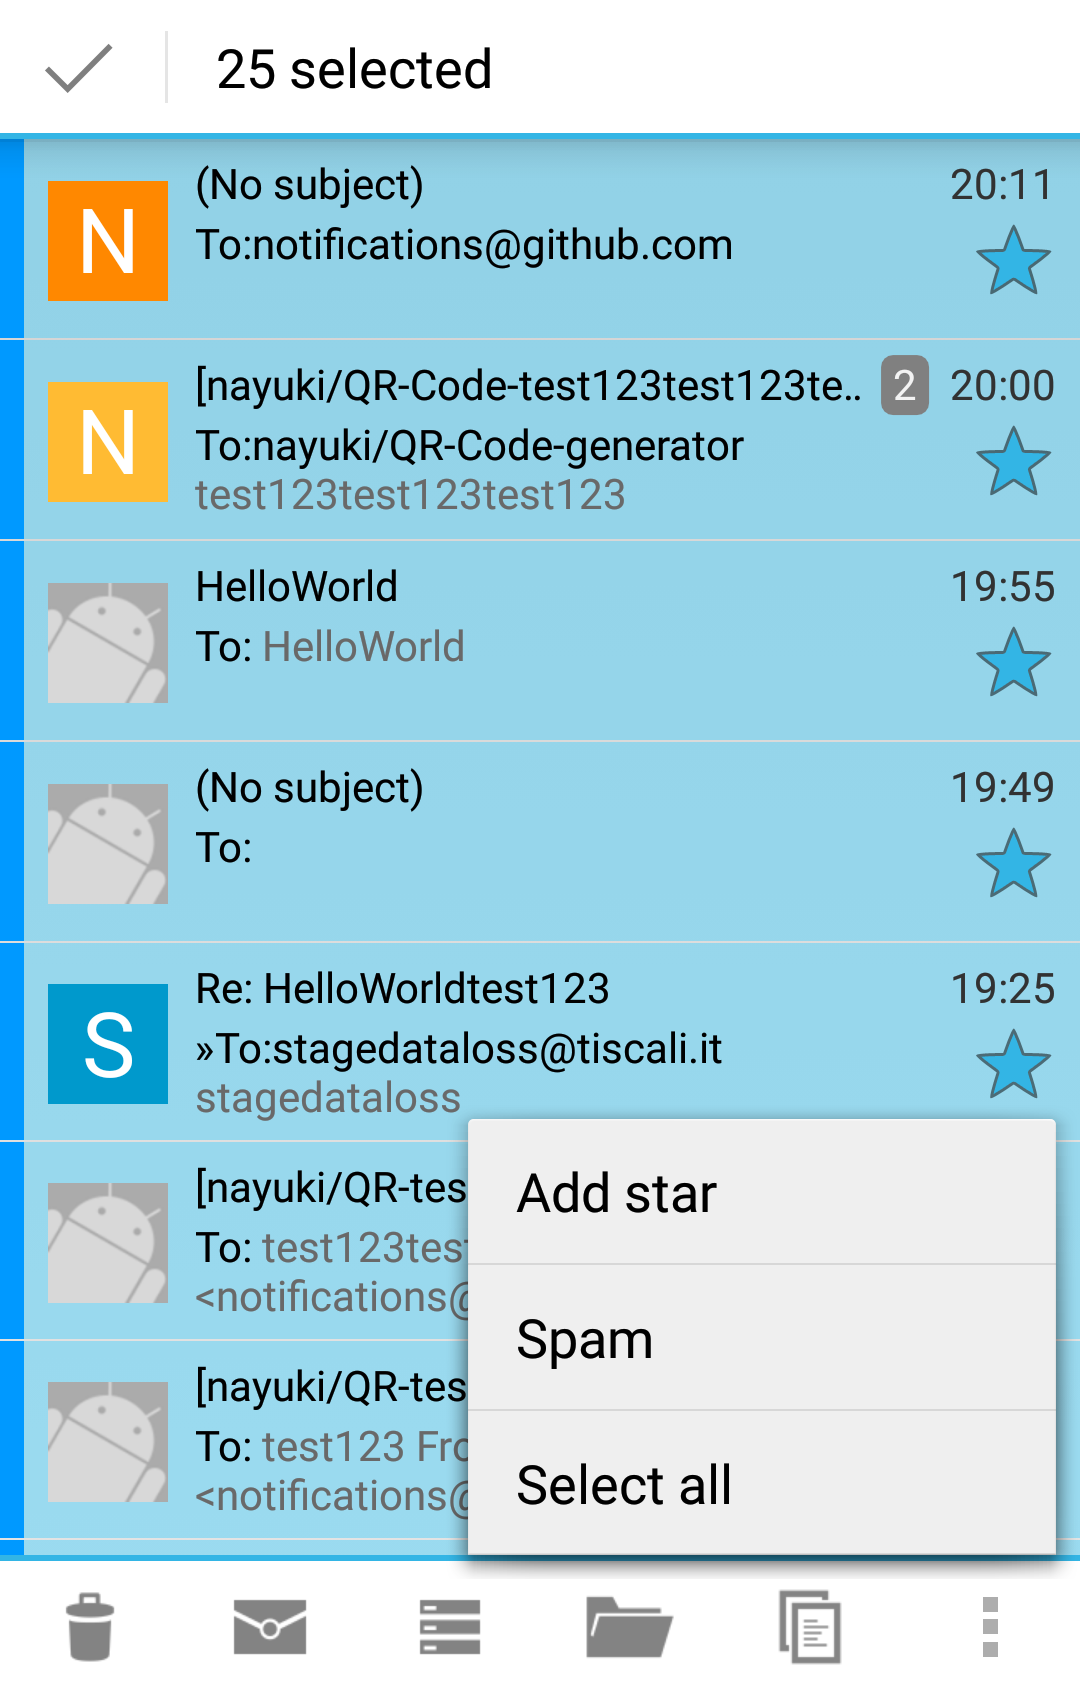 25 selected
N
(No subject)
20:11
To:notifications@github.com
N
[nayuki/QR-Code-test123test123te..
2
20:00
To:nayuki/QR-Code-generator
test123test123test123
HelloWorld
19:55
To: HelloWorld
(No subject)
19:49
To:
S
Re: HelloWorldtest123
19:25
»To:stagedataloss@tiscali.it
stagedataloss
[nayuki/QR-tes
To: test123test
<notifications@
[nayuki/QR-tes
To: test123 Fro
<notifications@
Add star
Spam
Select all